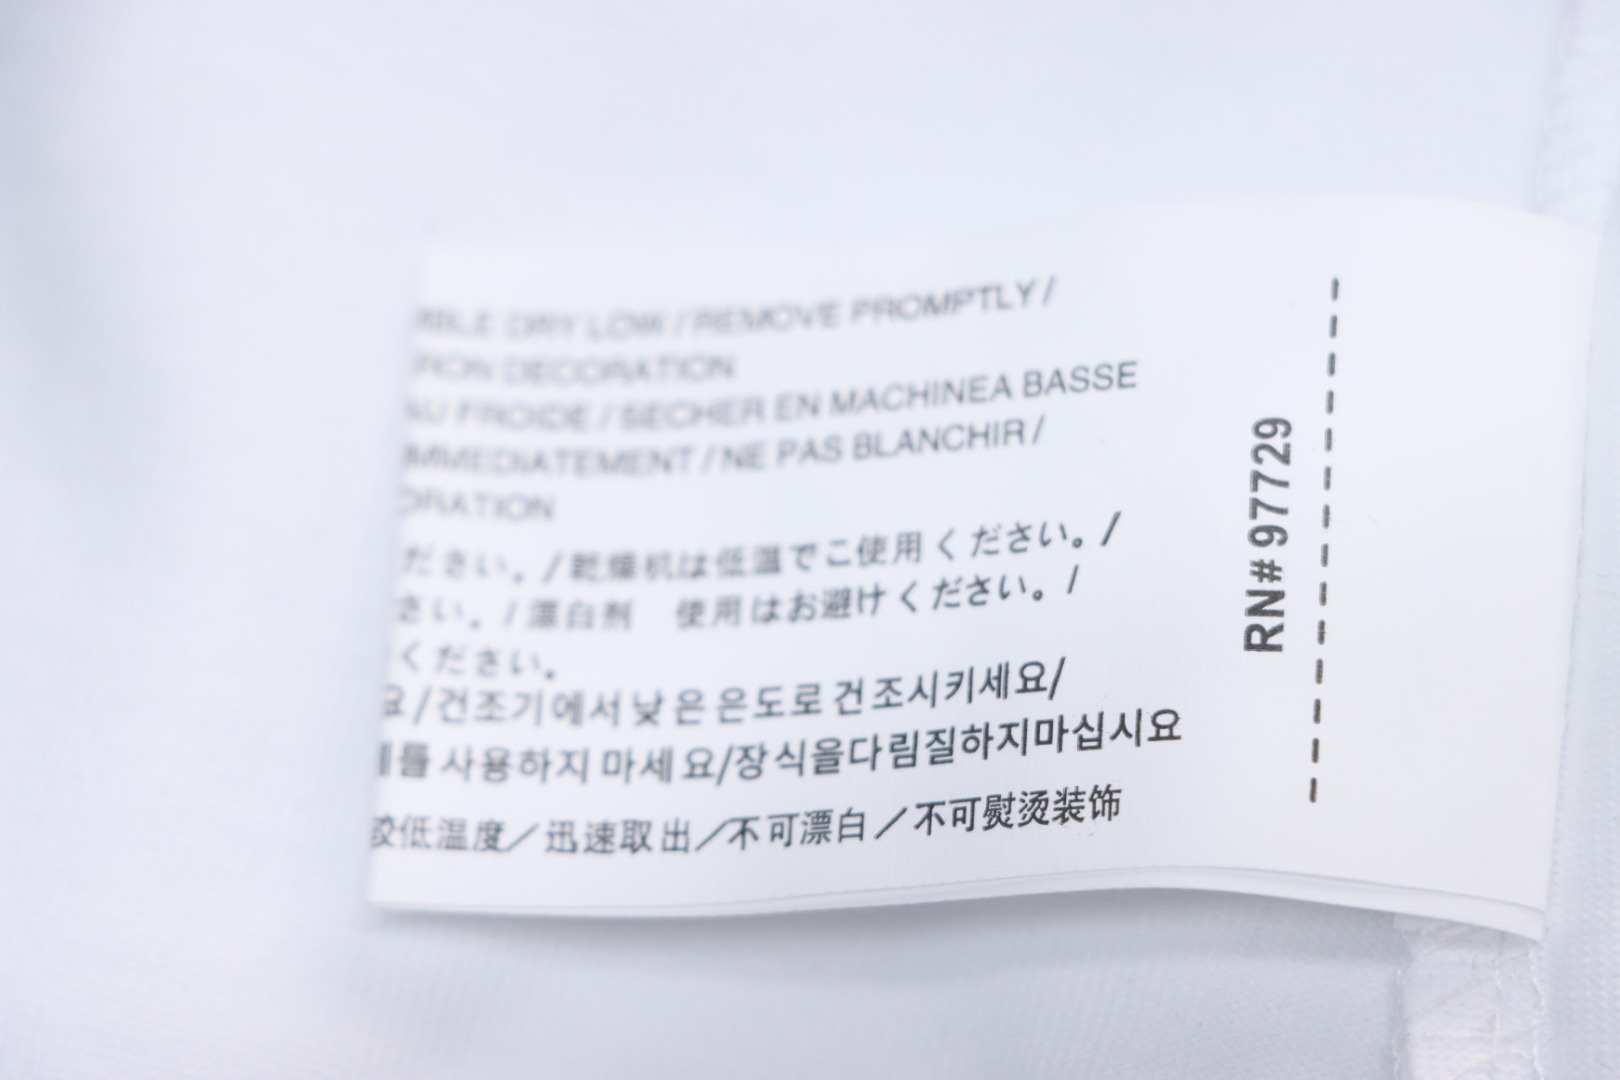 DRY LOW / REMOVE PROMPTLY /
DECORATION
FROIDE / SECHER EN MACHINEA BASSE
IMMEDIATEMENT / NE PAS BLANCHIR /
ORATION
ださい。/乾燥机は低温でご使用ください。/
さい。/漂白剤 使用はお避けください。/
ください。
요/건조기에서낮은은도로건조시키세요/
를 사용하지 마세요/장식을다림질하지마십시요
较低温度/迅速取出/不可漂白/不可熨烫装饰
RN#97729